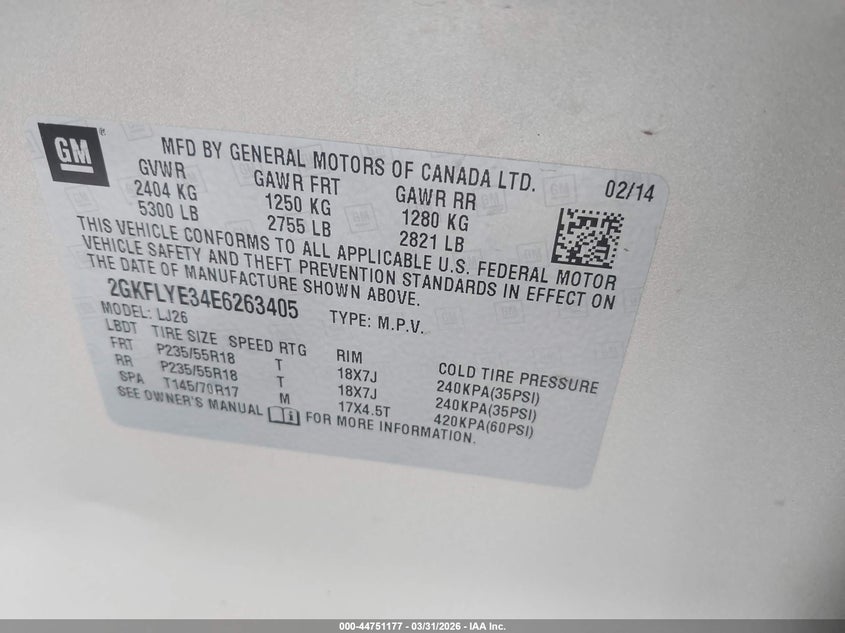 GM
MFD BY GENERAL MOTORS OF CANADA LTD. 02/14
GVWR GAWR FRT GAWR RR
2404 KG 1250 KG 1280 KG
5300 LB 2755 LB 2821 LB
THIS VEHICLE CONFORMS TO ALL APPLICABLE U.S. FEDERAL MOTOR
VEHICLE SAFETY AND THEFT PREVENTION STANDARDS IN EFFECT ON
THE DATE OF MANUFACTURE SHOWN ABOVE.
2GKFLYE34E6263405 TYPE: M.P.V.
MODEL: LJ26
LBDT TIRE SIZE SPEED RTG RIM COLD TIRE PRESSURE
FRT P235/55R18 T 18X7J 240KPA(35PSI)
RR P235/55R18 T 18X7J 240KPA(35PSI)
SPA T145/70R17 M 17X4.5T 420KPA(60PSI)
SEE OWNER'S MANUAL FOR MORE INFORMATION.
000-44751177 - 03/31/2026 - IAA Inc.